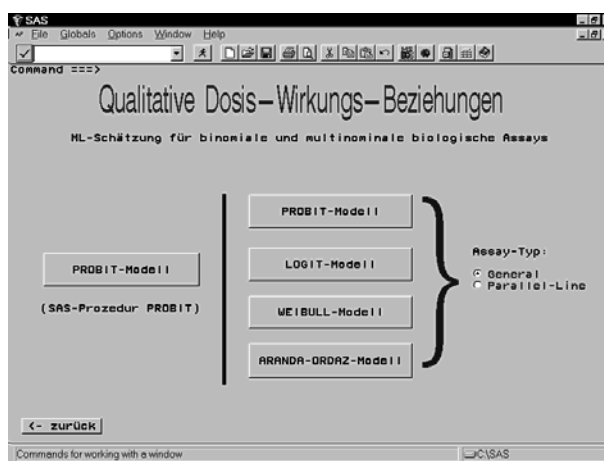 SAS
File Globals Options Window Help
Command ===>
Qualitative Dosis-Wirkungs-Beziehungen
ML-Schätzung für binomiale und multinominale biologische Assays
PROBIT-Modell
(SAS-Prozedur PROBIT)
PROBIT-Modell
LOGIT-Modell
WEIBULL-Modell
ARANDA-ORDAZ-Modell
Assay-Typ:
General
Parallel-Line
<- zurück
Commands for working with a window
C:\SAS